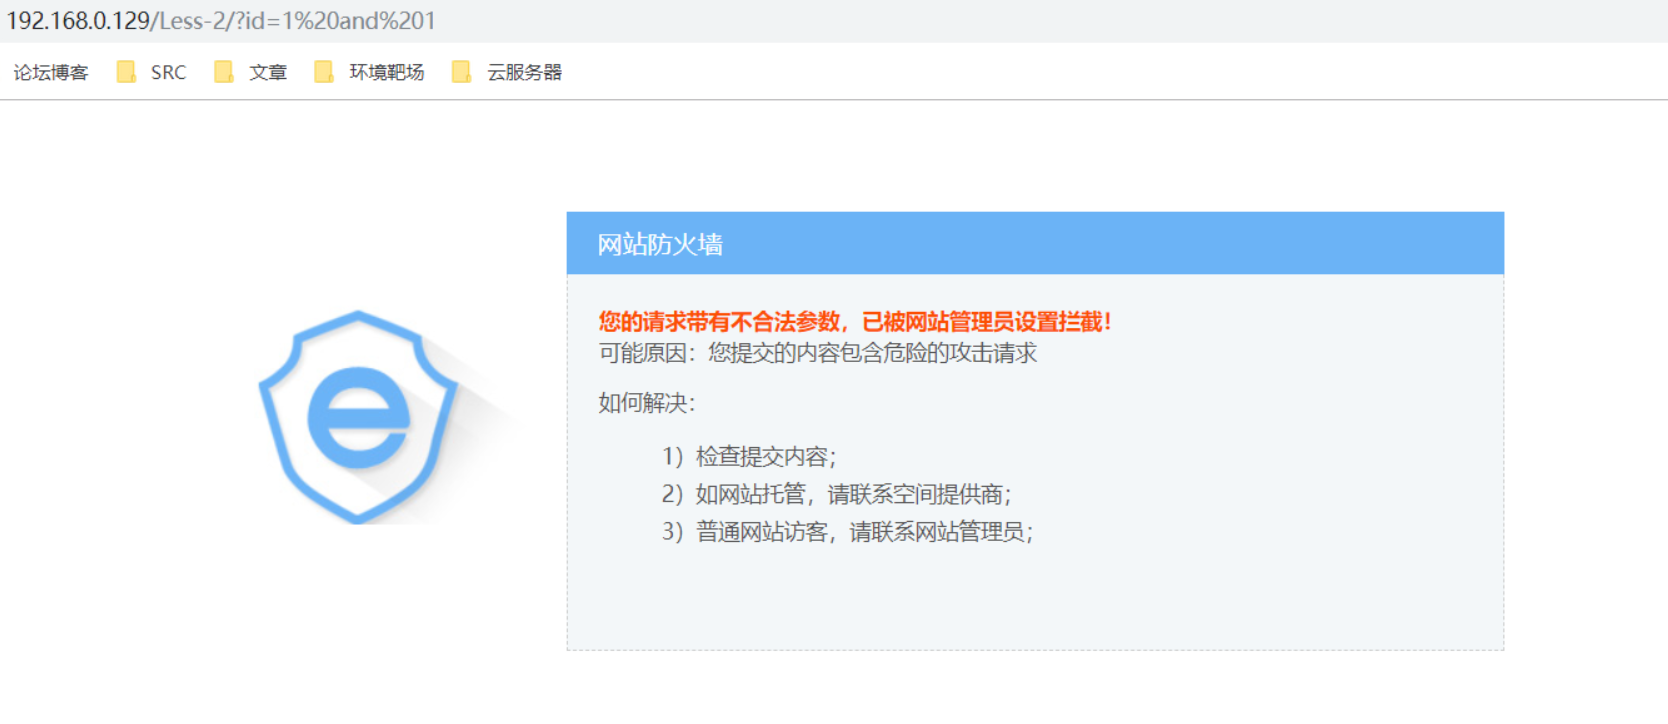 192.168.0.129/Less-2/?id=1%20and%201
论坛博客 SRC 文章 环境靶场 云服务器
网站防火墙
您的请求带有不合法参数，已被网站管理员设置拦截！
可能原因：您提交的内容包含危险的攻击请求
如何解决：
1）检查提交内容；
2）如网站托管，请联系空间提供商；
3）普通网站访客，请联系网站管理员；